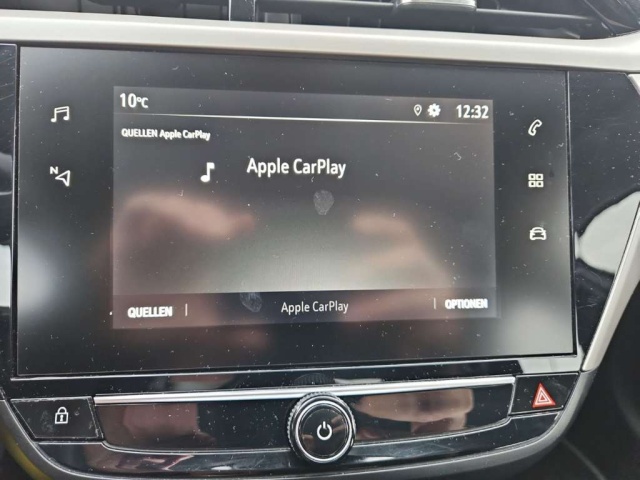 10°C
12:32
QUELLEN Apple CarPlay
Apple CarPlay
N
QUELLEN
Apple CarPlay
OPTIONEN